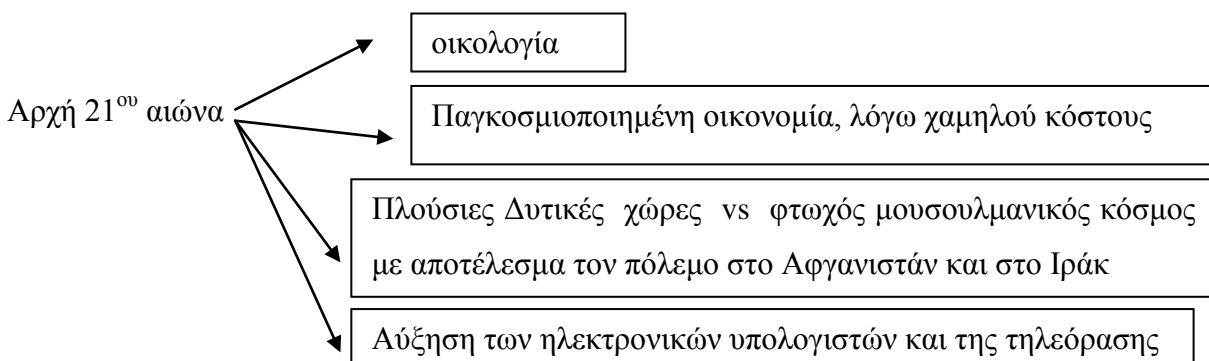 οικολογία
Αρχή 21ου αιώνα
Παγκοσμιοποιημένη οικονομία, λόγω χαμηλού κόστους
Πλούσιες Δυτικές χώρες vs φτωχός μουσουλμανικός κόσμος
με αποτέλεσμα τον πόλεμο στο Αφγανιστάν και στο Ιράκ
Αύξηση των ηλεκτρονικών υπολογιστών και της τηλεόρασης